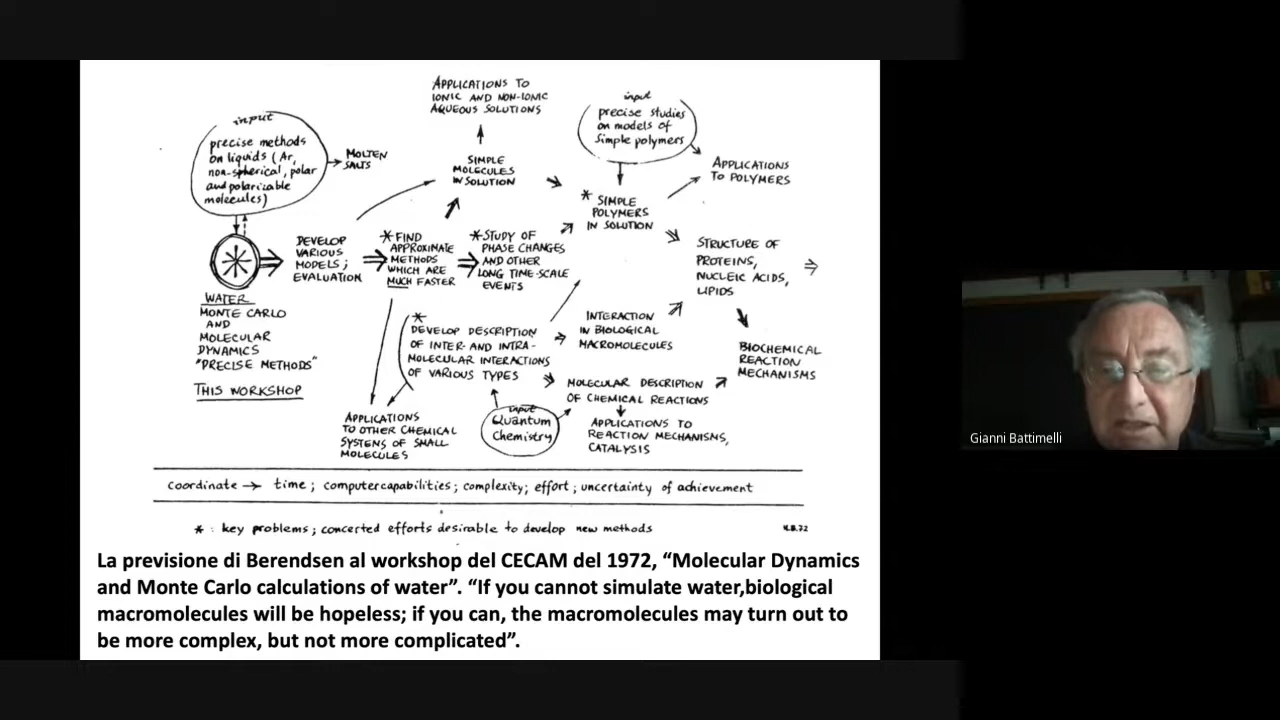 APPLICATIONS TO
IONIC AND NON-IONIC
AQUEOUS SOLUTIONS
input
precise methods
on liquids (Ar,
non-spherical, polar
and polarizable
molecules)
MOLTEN
SALTS
SIMPLE
MOLECULES
IN SOLUTION
input
precise studies
on models of
simple polymers
APPLICATIONS
TO POLYMERS
* SIMPLE
POLYMERS
IN SOLUTION
*
WATER
MONTE CARLO
AND
MOLECULAR
DYNAMICS
"PRECISE METHODS"
THIS WORKSHOP
DEVELOP
VARIOUS
MODELS;
EVALUATION
* FIND
APPROXIMATE
METHODS
WHICH ARE
MUCH FASTER
* STUDY OF
PHASE CHANGES
AND OTHER
LONG TIME-SCALE
EVENTS
STRUCTURE OF
PROTEINS,
NUCLEIC ACIDS,
LIPIDS
*
DEVELOP DESCRIPTION
OF INTER- AND INTRA-
MOLECULAR INTERACTIONS
OF VARIOUS TYPES
INTERACTION
IN BIOLOGICAL
MACROMOLECULES
BIOCHEMICAL
REACTION
MECHANISMS
MOLECULAR DESCRIPTION
OF CHEMICAL REACTIONS
APPLICATIONS
TO OTHER CHEMICAL
SYSTEMS OF SMALL
MOLECULES
input
Quantum
Chemistry
APPLICATIONS TO
REACTION MECHANISMS,
CATALYSIS
coordinate → time; computercapabilities; complexity; effort; uncertainty of achievement
* : key problems; concerted efforts desirable to develop new methods
H.B.72
La previsione di Berendsen al workshop del CECAM del 1972, “Molecular Dynamics
and Monte Carlo calculations of water”. “If you cannot simulate water,biological
macromolecules will be hopeless; if you can, the macromolecules may turn out to
be more complex, but not more complicated”.
Gianni Battimelli